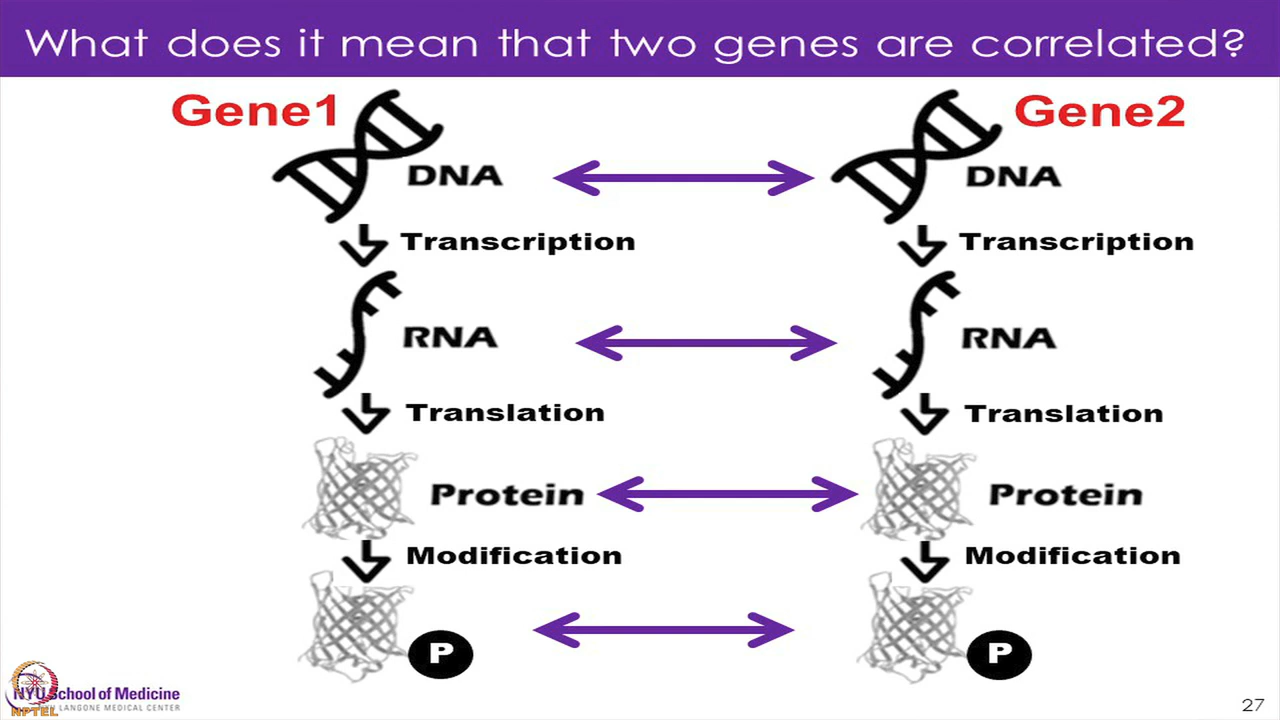 What does it mean that two genes are correlated?
Gene1
Gene2
DNA
DNA
Transcription
Transcription
RNA
RNA
Translation
Translation
Protein
Protein
Modification
Modification
P
P
NYU School of Medicine
LANGONE MEDICAL CENTER
NPTEL
27